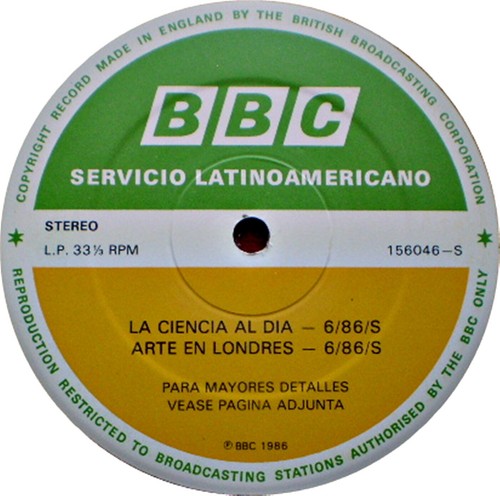 COPYRIGHT RECORD MADE IN ENGLAND BY THE BRITISH BROADCASTING CORPORATION
BBC
SERVICIO LATINOAMERICANO
STEREO
L.P. 33⅓ RPM
156046-S
LA CIENCIA AL DIA — 6/86/S
ARTE EN LONDRES — 6/86/S
PARA MAYORES DETALLES
VEASE PAGINA ADJUNTA
℗ BBC 1986
REPRODUCTION RESTRICTED TO BROADCASTING STATIONS AUTHORISED BY THE BBC ONLY